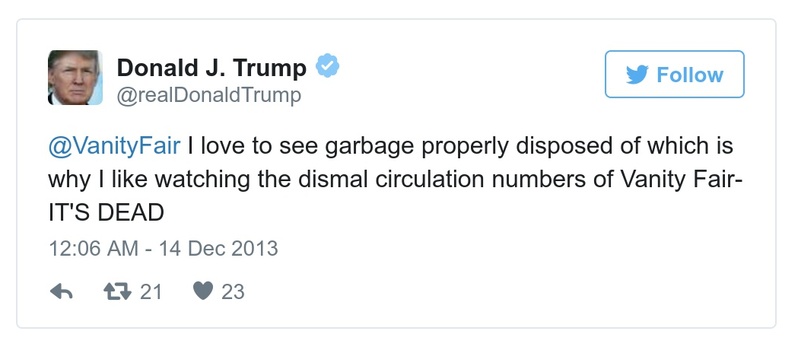 Donald J. Trump
@realDonaldTrump
Follow
@VanityFair I love to see garbage properly disposed of which is
why I like watching the dismal circulation numbers of Vanity Fair-
IT'S DEAD
12:06 AM - 14 Dec 2013
21 23